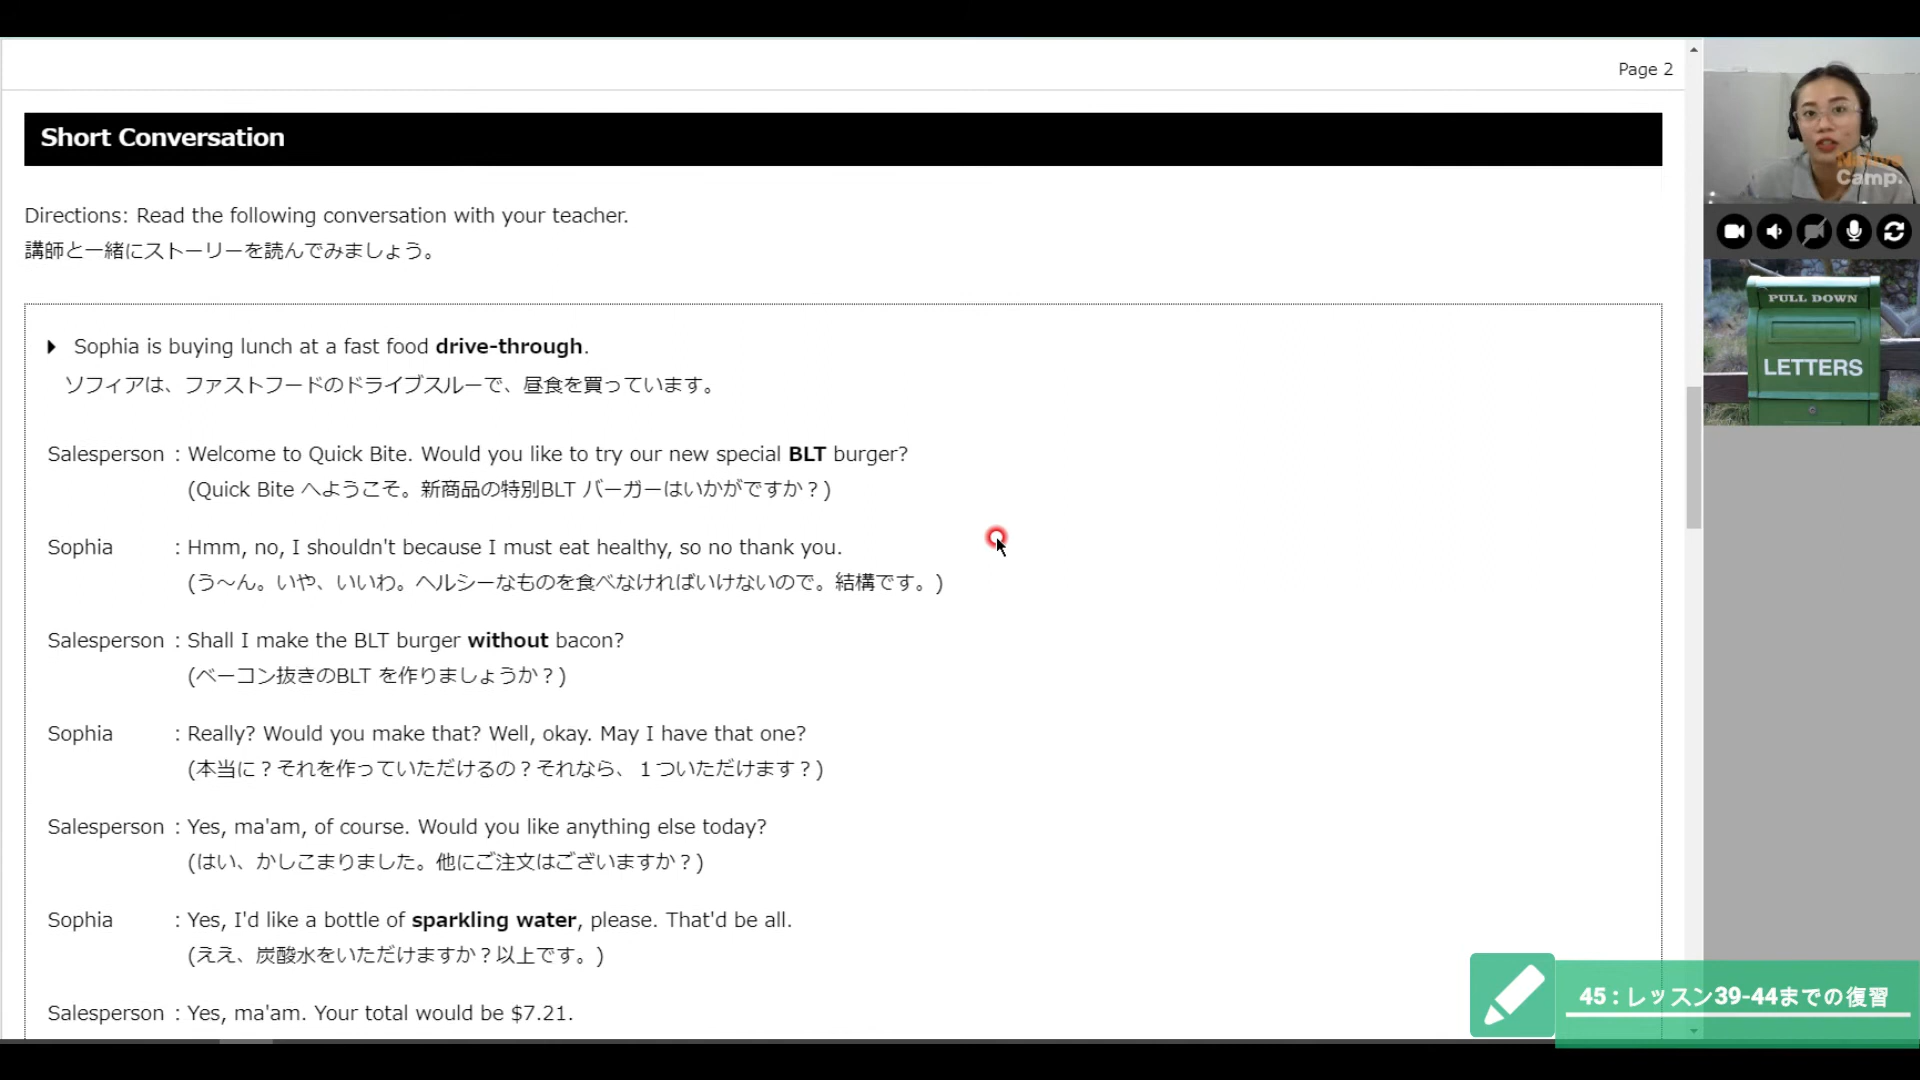 Page 2
Short Conversation
Directions: Read the following conversation with your teacher.
講師と一緒にストーリーを読んでみましょう。
Sophia is buying lunch at a fast food drive-through.
ソフィアは、ファストフードのドライブスルーで、昼食を買っています。
Salesperson : Welcome to Quick Bite. Would you like to try our new special BLT burger?
(Quick Bite へようこそ。新商品の特別BLT バーガーはいかがですか？)
Sophia : Hmm, no, I shouldn't because I must eat healthy, so no thank you.
(う〜ん。いや、いいわ。ヘルシーなものを食べなければいけないので。結構です。)
Salesperson : Shall I make the BLT burger without bacon?
(ベーコン抜きのBLT を作りましょうか？)
Sophia : Really? Would you make that? Well, okay. May I have that one?
(本当に？それを作っていただけるの？それなら、１ついただけます？)
Salesperson : Yes, ma'am, of course. Would you like anything else today?
(はい、かしこまりました。他にご注文はございますか？)
Sophia : Yes, I'd like a bottle of sparkling water, please. That'd be all.
(ええ、炭酸水をいただけますか？以上です。)
Salesperson : Yes, ma'am. Your total would be $7.21.
Native
Camp.
PULL DOWN
LETTERS
45：レッスン39-44までの復習